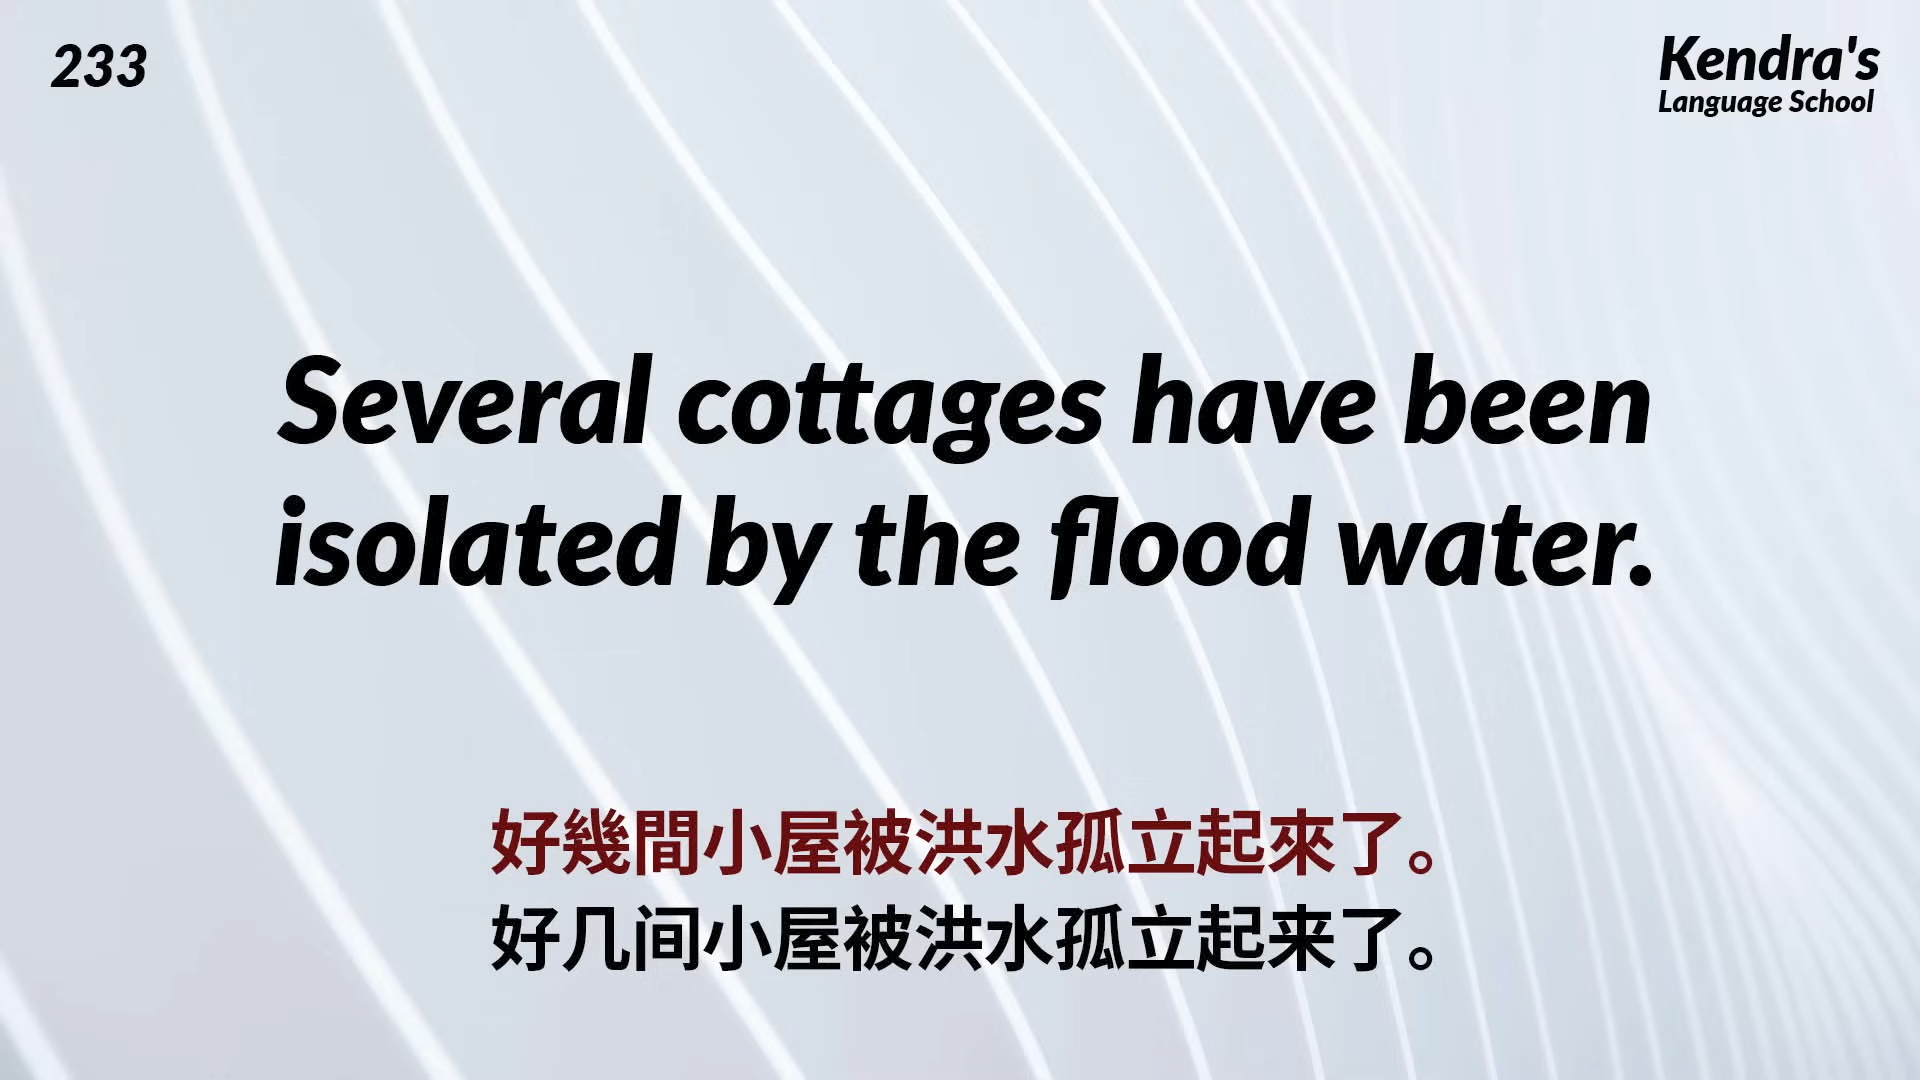 233
Kendra's
Language School
Several cottages have been
isolated by the flood water.
好幾間小屋被洪水孤立起來了。
好几间小屋被洪水孤立起来了。